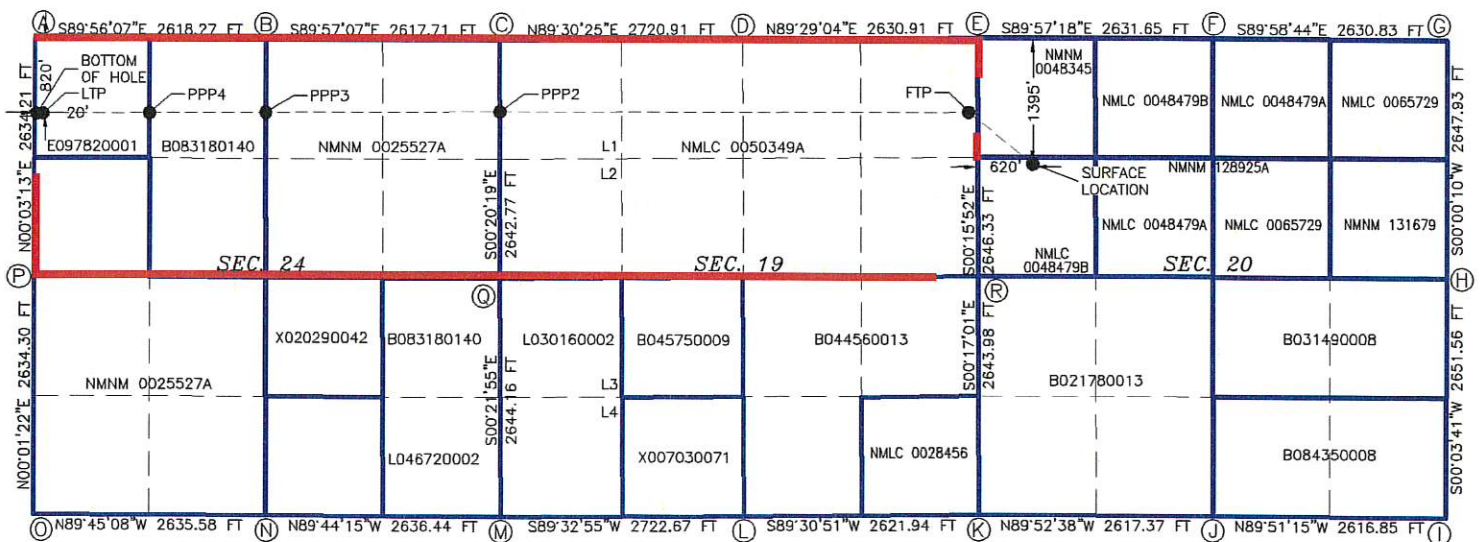 A B C D E F G
S89°56'07"E 2618.27 FT
S89°57'07"E 2617.71 FT
N89°30'25"E 2720.91 FT
N89°29'04"E 2630.91 FT
S89°57'18"E 2631.65 FT
S89°58'44"E 2630.83 FT
2634.21 FT
820'
BOTTOM
OF HOLE
LTP
20'
PPP4
PPP3
PPP2
FTP
1395'
NMNM
0048345
NMLC 0048479B
NMLC 0048479A
NMLC 0065729
2647.93 FT
E097820001
B083180140
NMNM 0025527A
L1
L2
NMLC 0050349A
620'
SURFACE
LOCATION
NMNM 128925A
N00°03'13"E
S00°20'19"E
2642.77 FT
S00°15'52"E
2646.33 FT
NMLC
0048479B
NMLC 0048479A
NMLC 0065729
NMNM 131679
S00°00'10"W
SEC. 24
SEC. 19
SEC. 20
P Q R H
2634.30 FT
N00°01'22"E
NMNM 0025527A
X020290042
B083180140
L046720002
S00°21'55"E
2644.16 FT
L030160002
L3
L4
B045750009
X007030071
B044560013
NMLC 0028456
S00°17'01"E
2643.98 FT
B021780013
B031490008
B084350008
2651.56 FT
S00°03'41"W
O N M L K J I
N89°45'08"W 2635.58 FT
N89°44'15"W 2636.44 FT
S89°32'55"W 2722.67 FT
S89°30'51"W 2621.94 FT
N89°52'38"W 2617.37 FT
N89°51'15"W 2616.85 FT